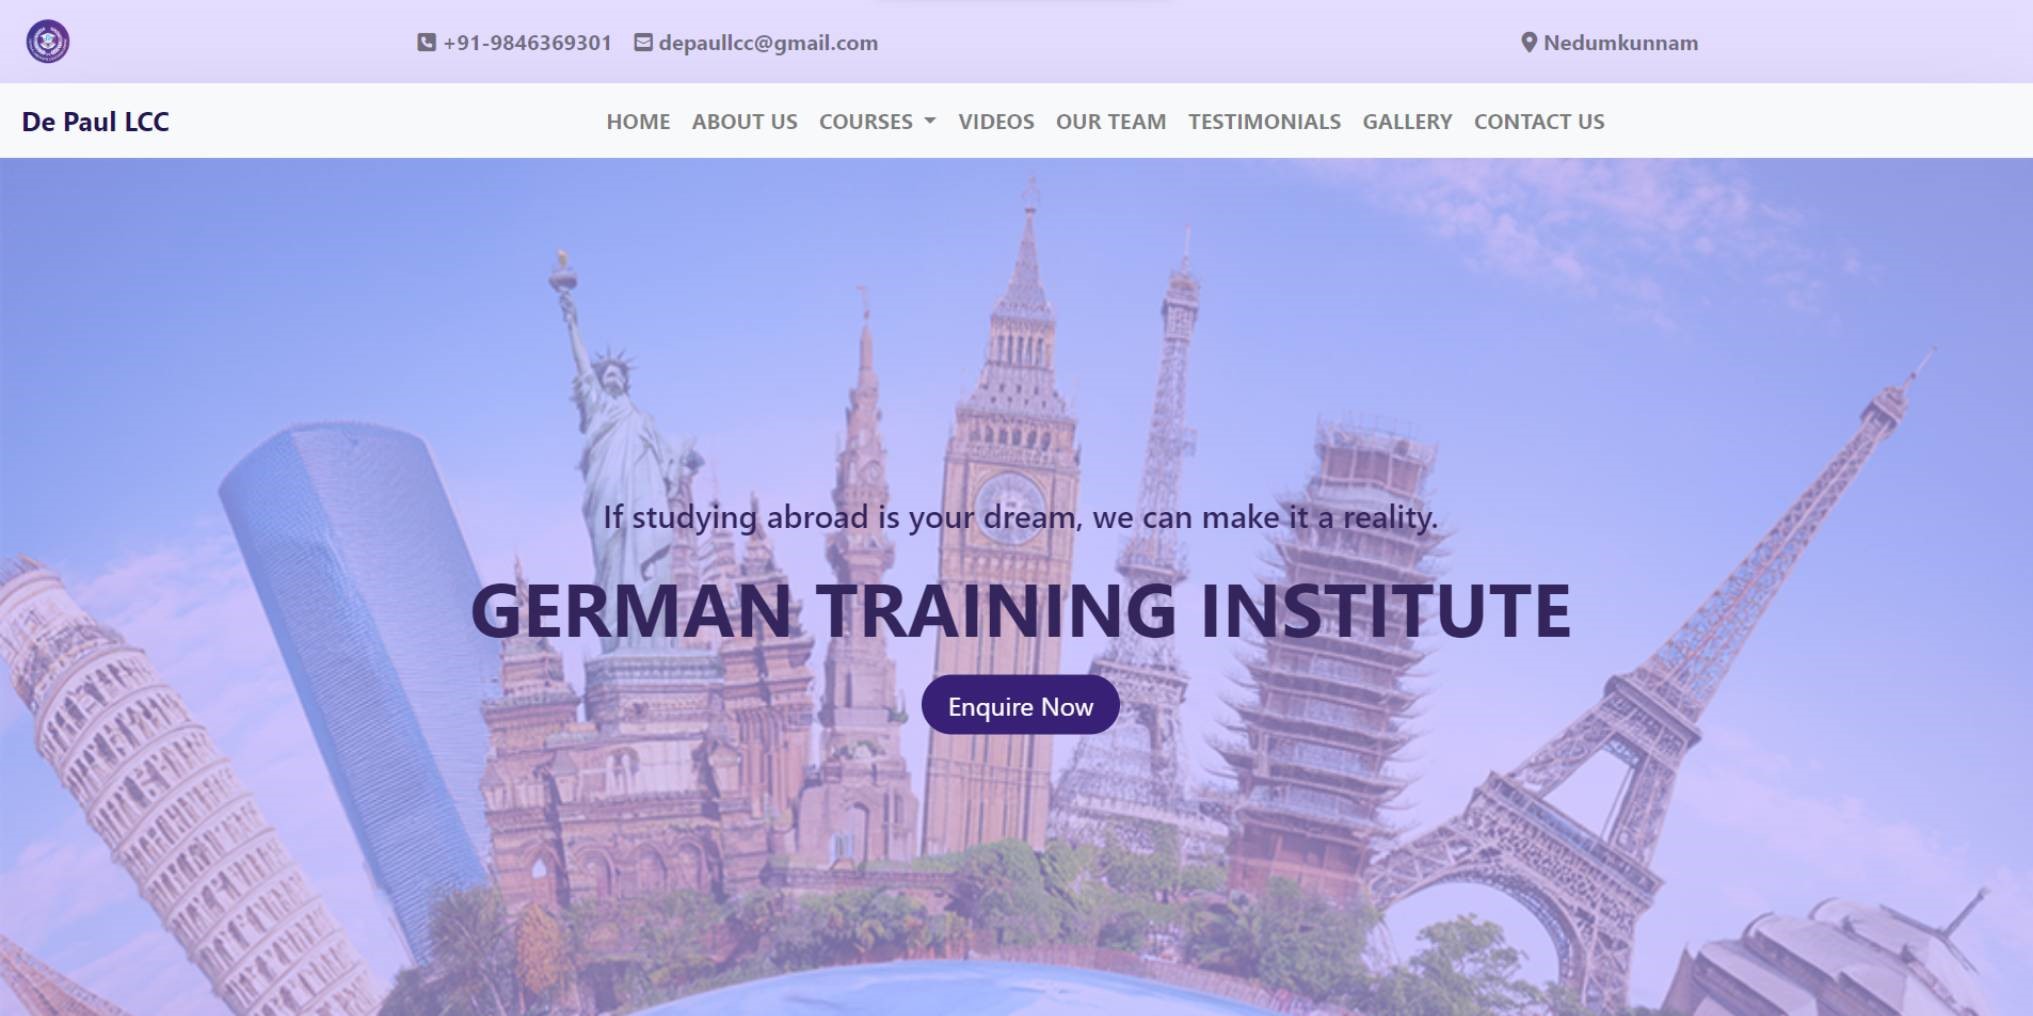 +91-9846369301 depaullcc@gmail.com Nedumkunnam
De Paul LCC HOME ABOUT US COURSES VIDEOS OUR TEAM TESTIMONIALS GALLERY CONTACT US
If studying abroad is your dream, we can make it a reality.
GERMAN TRAINING INSTITUTE
Enquire Now